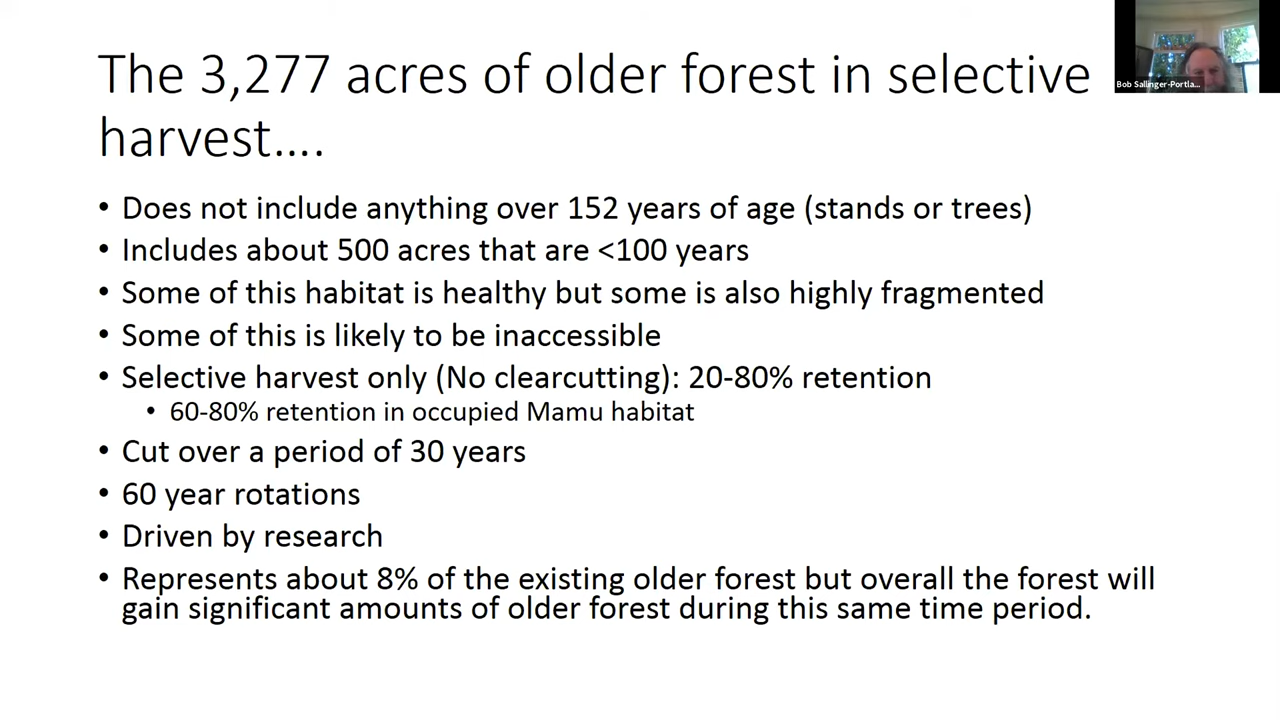 The 3,277 acres of older forest in selective
harvest….
Bob Sallinger-Portla...
• Does not include anything over 152 years of age (stands or trees)
• Includes about 500 acres that are <100 years
• Some of this habitat is healthy but some is also highly fragmented
• Some of this is likely to be inaccessible
• Selective harvest only (No clearcutting): 20-80% retention
• 60-80% retention in occupied Mamu habitat
• Cut over a period of 30 years
• 60 year rotations
• Driven by research
• Represents about 8% of the existing older forest but overall the forest will
gain significant amounts of older forest during this same time period.